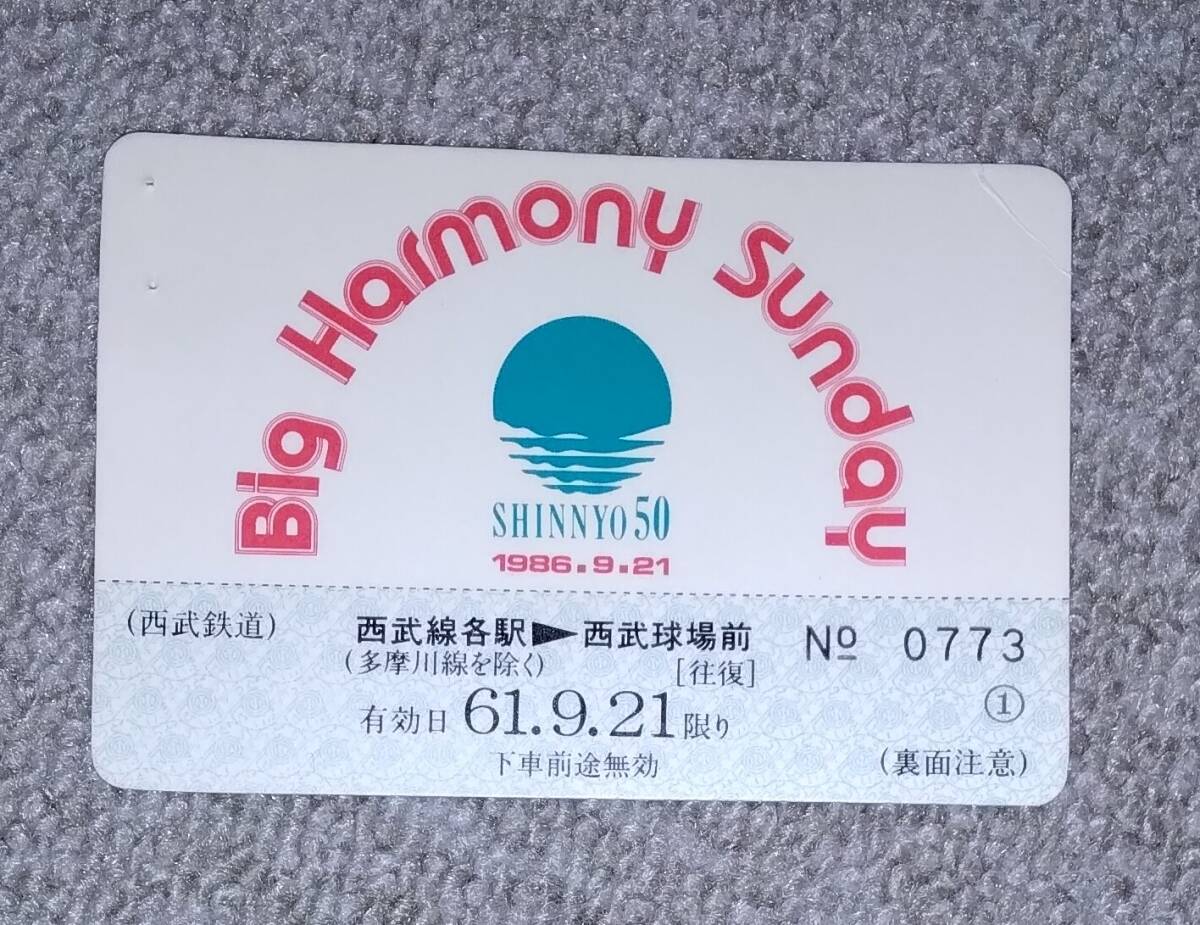 Big Harmony Sunday
SHINNYO 50
1986.9.21
(西武鉄道)
西武線各駅▶西武球場前
(多摩川線を除く)
[往復]
№ 0773
有効日 61.9.21限り
①
下車前途無効
(裏面注意)